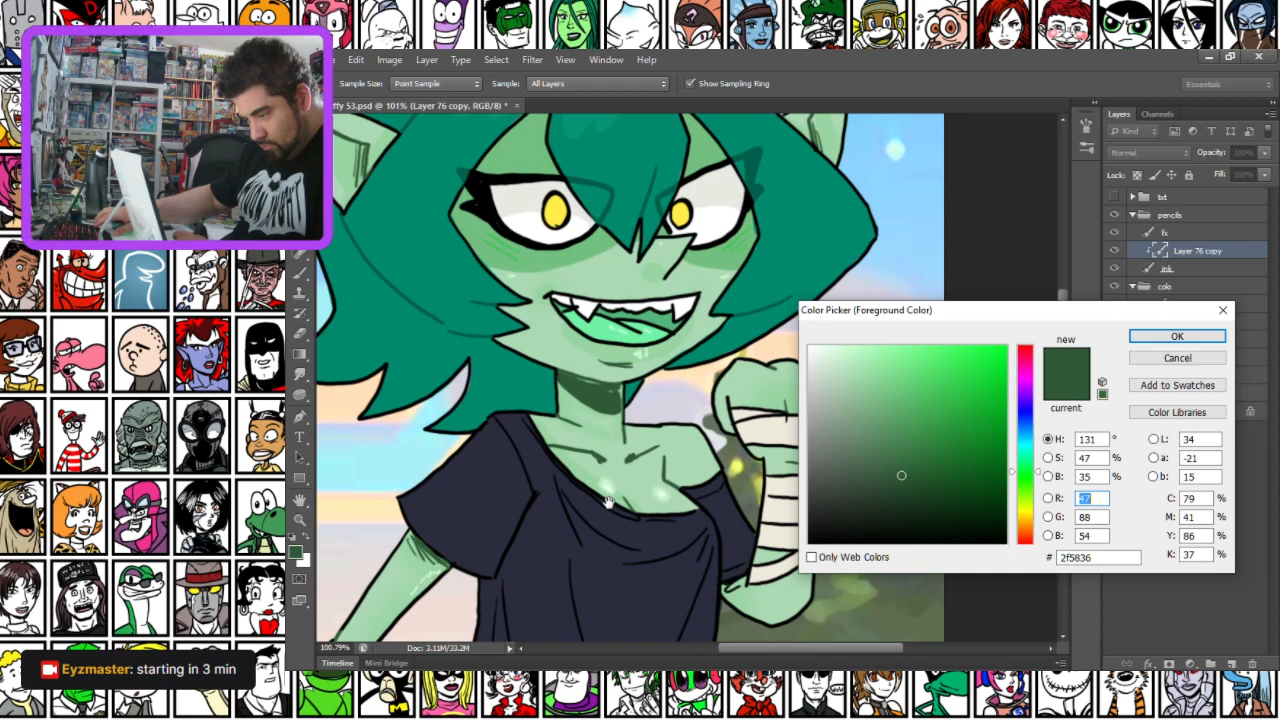 Edit Image Layer Type Select Filter View Window Help
Sample Size: Point Sample Sample: All Layers Show Sampling Ring Essentials
ffy 53.psd @ 101% (Layer 76 copy, RGB/8) * ×
Layers Channels
Kind
Normal Opacity: 100%
Lock: Fill: 100%
txt
pencils
fx
Layer 76 copy
ink
colo
Color Picker (Foreground Color)
new
current
OK
Cancel
Add to Swatches
Color Libraries
H: 131 ° L: 34
S: 47 % a: -21
B: 35 % b: 15
R: 47 C: 79 %
G: 88 M: 41 %
B: 54 Y: 86 %
# 2f5836 K: 37 %
Only Web Colors
100.79% Doc: 3.11M/33.2M
Timeline Mini Bridge
Eyzmaster: starting in 3 min